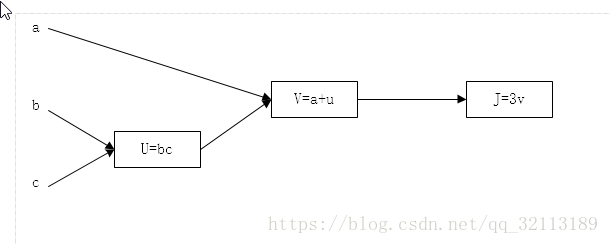 a
b
c
U=bc
V=a+u
J=3v
https://blog.csdn.net/qq_32113189